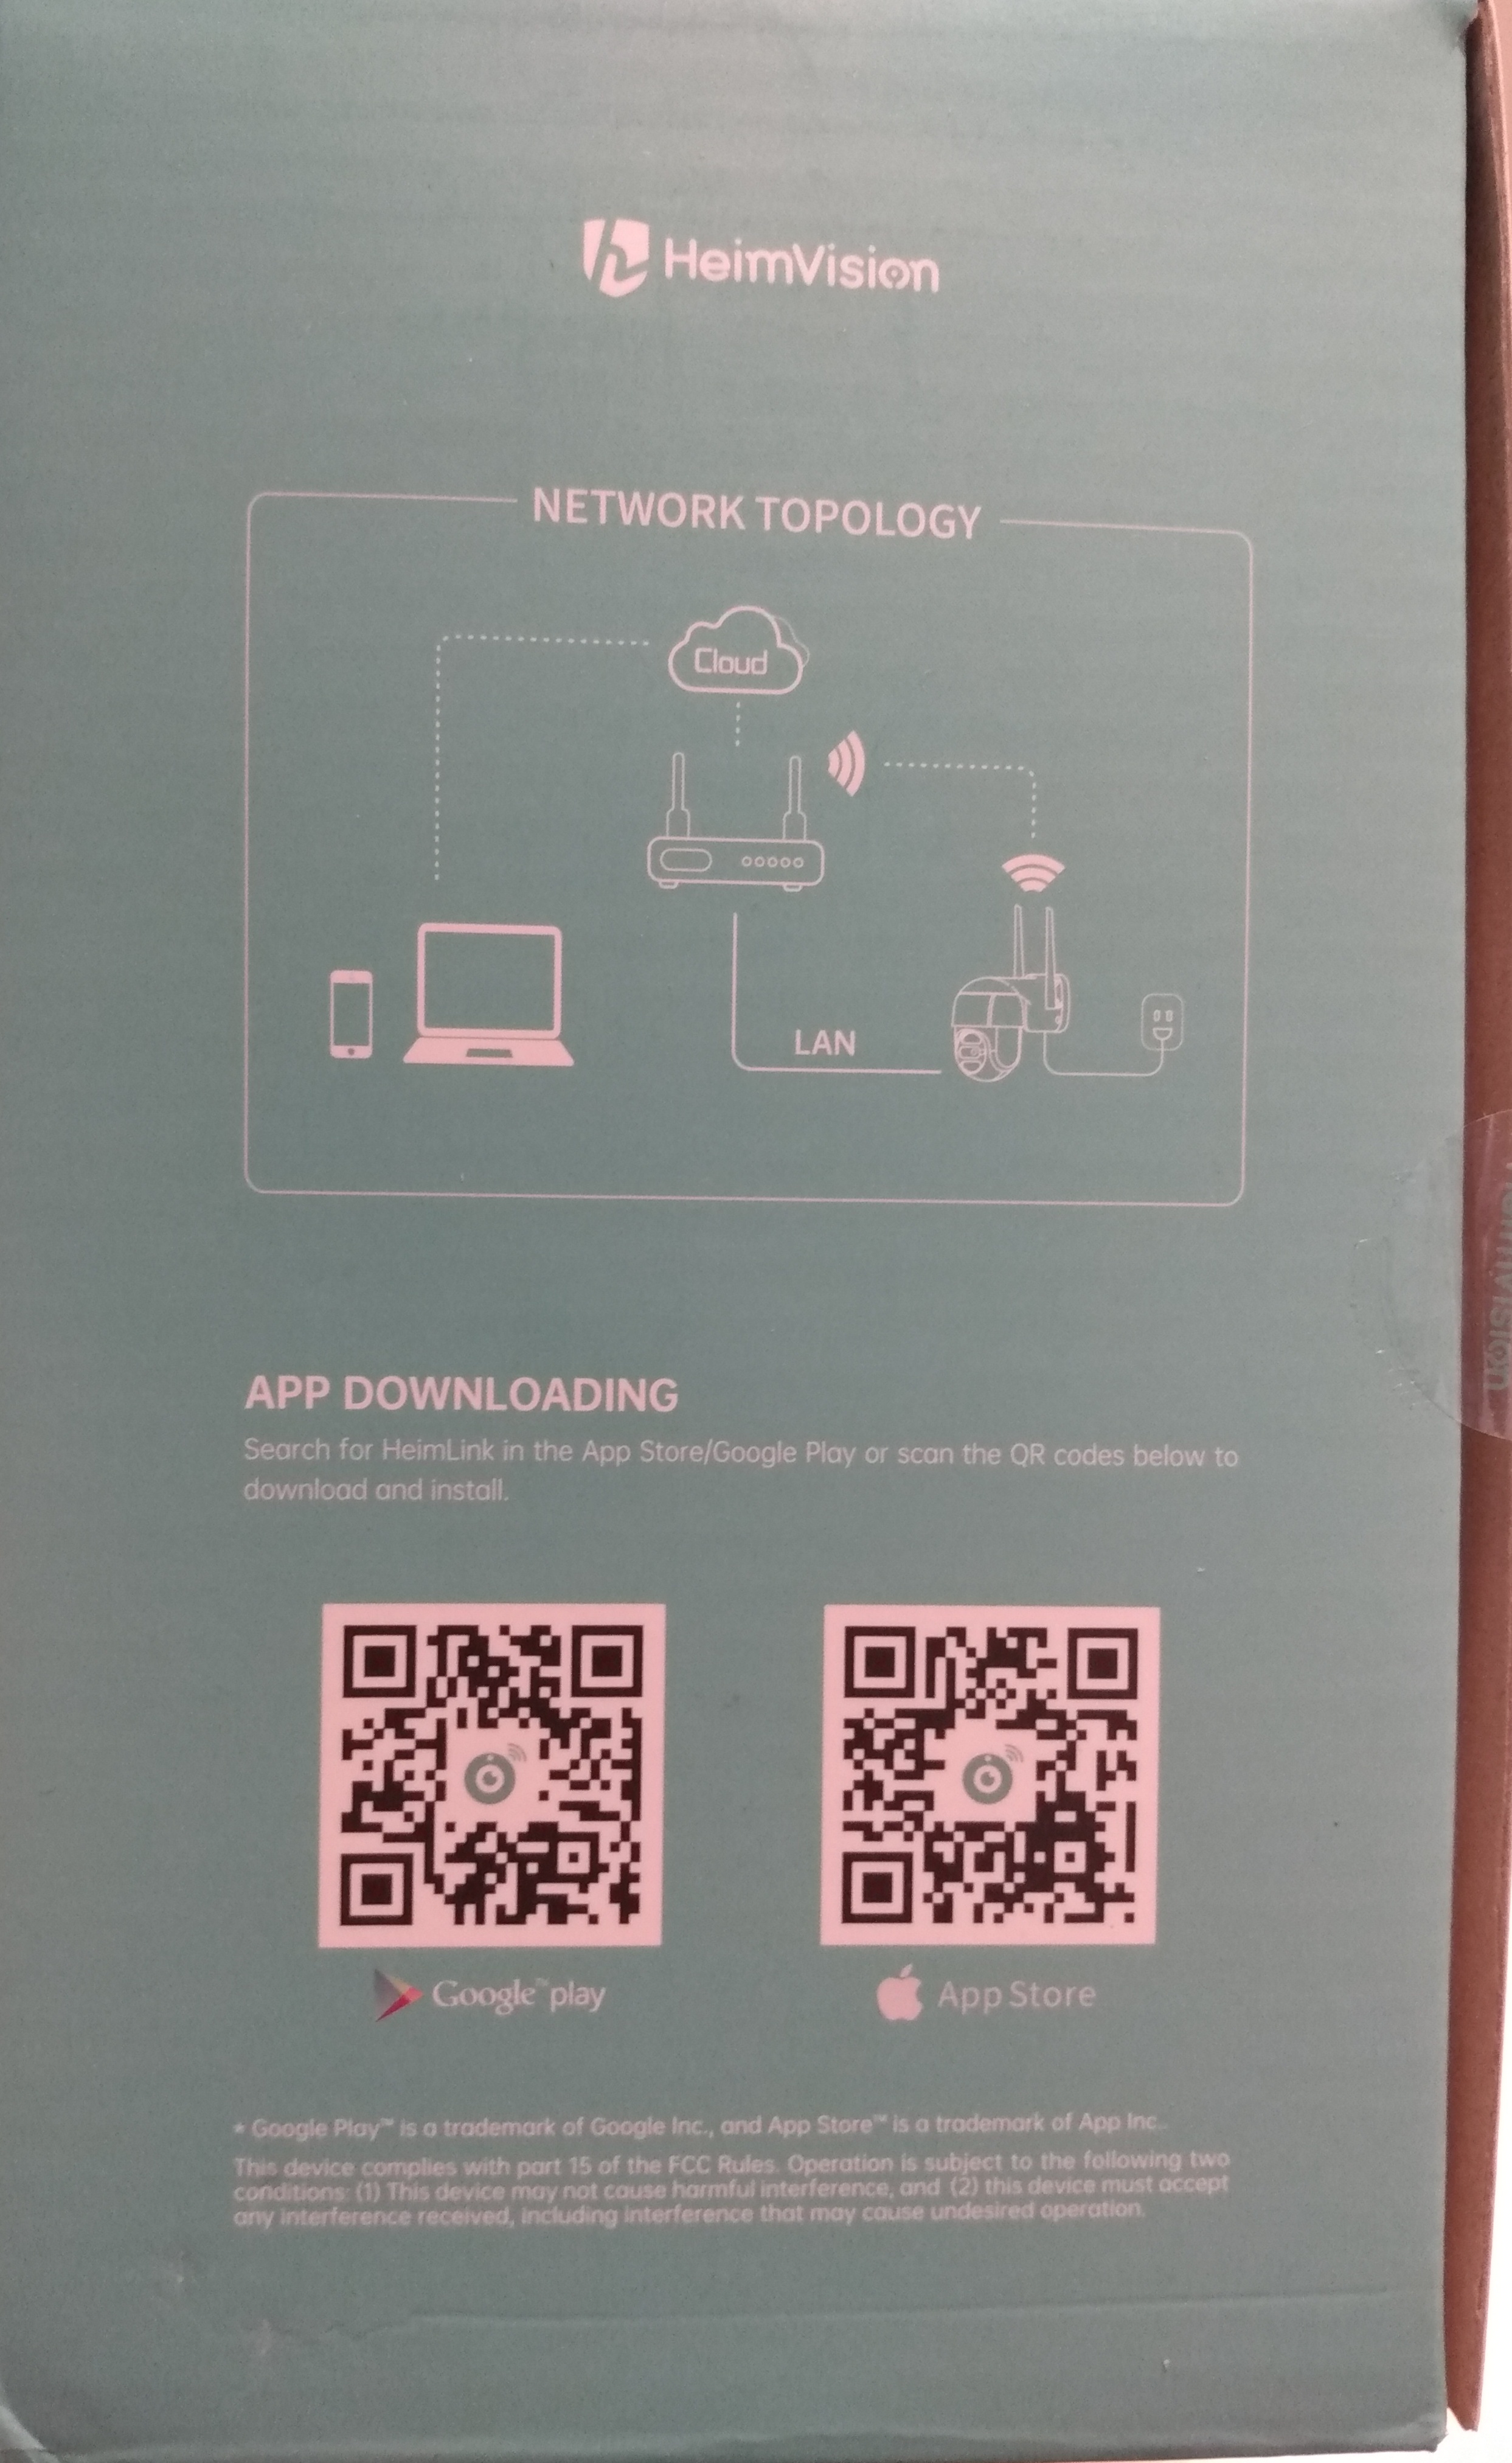 HeimVision
NETWORK TOPOLOGY
Cloud
LAN
APP DOWNLOADING
Search for HeimLink in the App Store/Google Play or scan the QR codes below to
download and install.
Google™ play
App Store
* Google Play™ is a trademark of Google Inc., and App Store™ is a trademark of App Inc..
This device complies with part 15 of the FCC Rules. Operation is subject to the following two
conditions: (1) This device may not cause harmful interference, and (2) this device must accept
any interference received, including interference that may cause undesired operation.
HeimVision